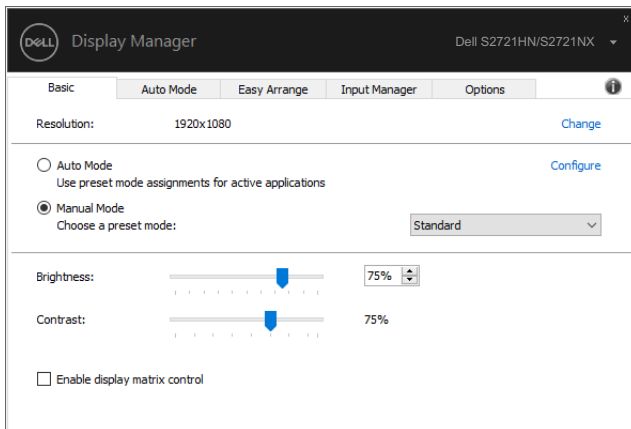 DELL Display Manager Dell S2721HN/S2721NX x
Basic Auto Mode Easy Arrange Input Manager Options i
Resolution: 1920x1080 Change
Auto Mode Configure
Use preset mode assignments for active applications
Manual Mode
Choose a preset mode: Standard
Brightness: 75%
Contrast: 75%
Enable display matrix control